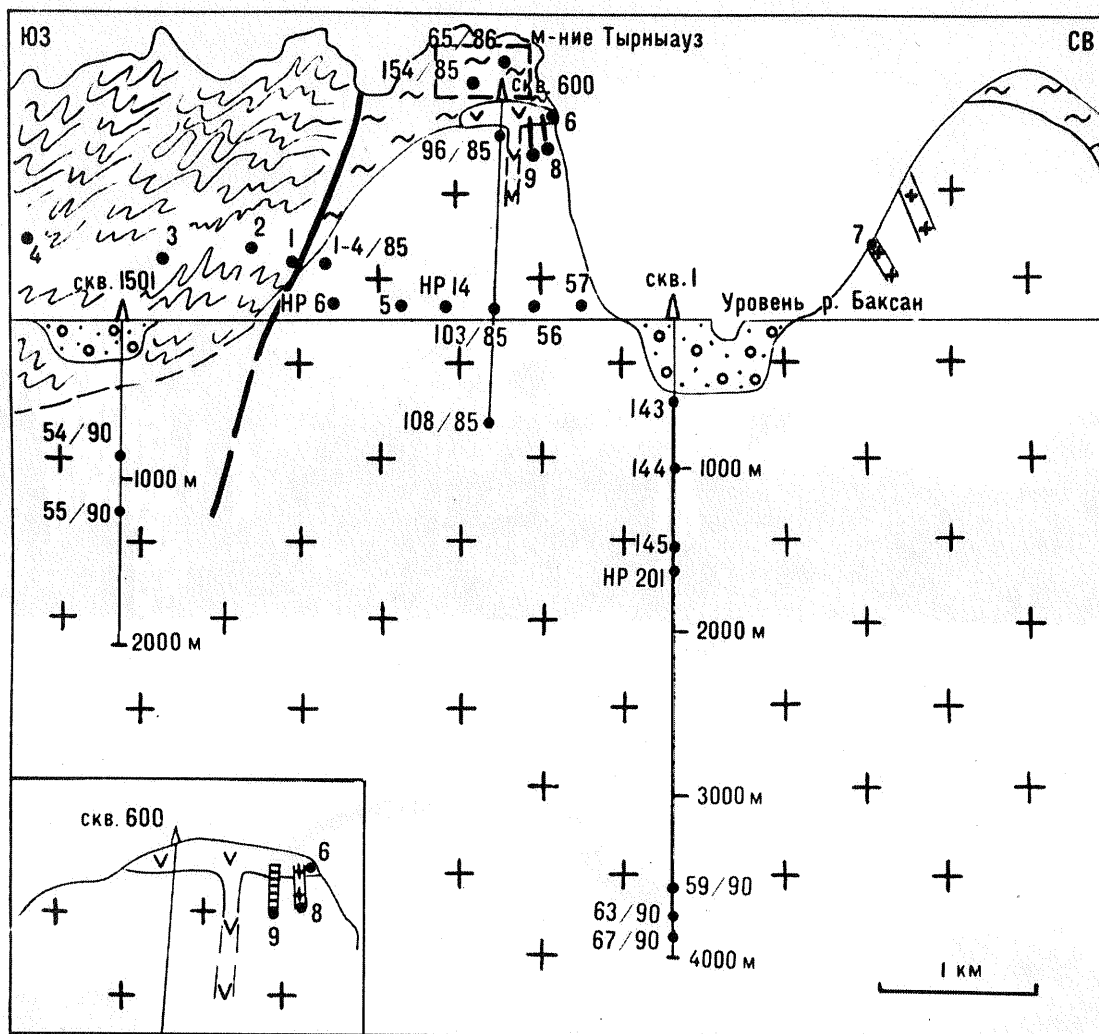 ЮЗ
65/86
м-ние Тырныауз
СВ
154/85
скв. 600
6
96/85
8
9
4
3
2
1
1-4/85
7
скв. 1501
НР 6
5
НР 14
57
скв. 1
Уровень р. Баксан
103/85
56
143
108/85
54/90
1000 м
144
1000 м
55/90
145
НР 201
2000 м
2000 м
3000 м
скв. 600
6
8
9
59/90
63/90
67/90
4000 м
1 км